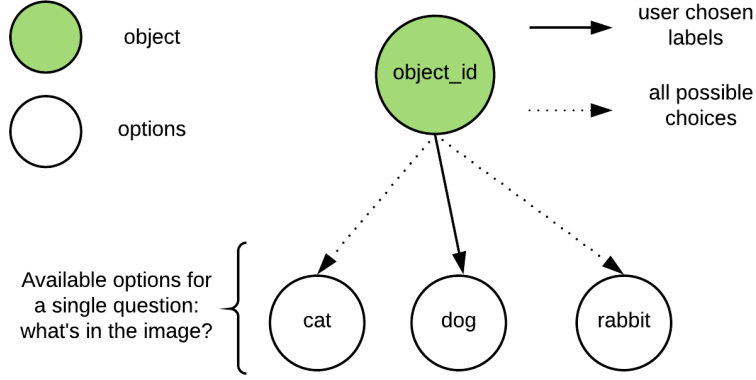 object
options
object_id
user chosen
labels
all possible
choices
Available options for
a single question:
what's in the image?
cat
dog
rabbit